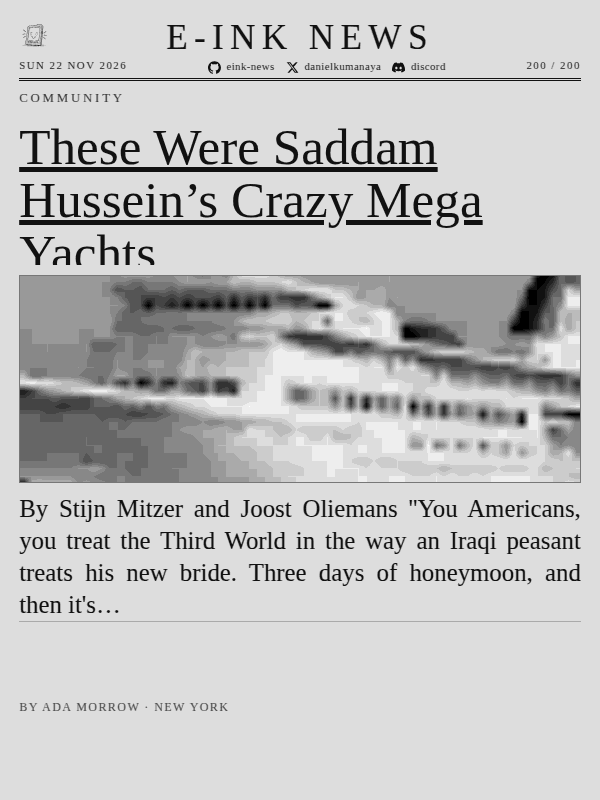 E-INK NEWS
SUN 22 NOV 2026
eink-news
danielkumanaya
discord
200 / 200
COMMUNITY
These Were Saddam
Hussein’s Crazy Mega
Yachts
By Stijn Mitzer and Joost Oliemans "You Americans,
you treat the Third World in the way an Iraqi peasant
treats his new bride. Three days of honeymoon, and
then it's…
BY ADA MORROW · NEW YORK